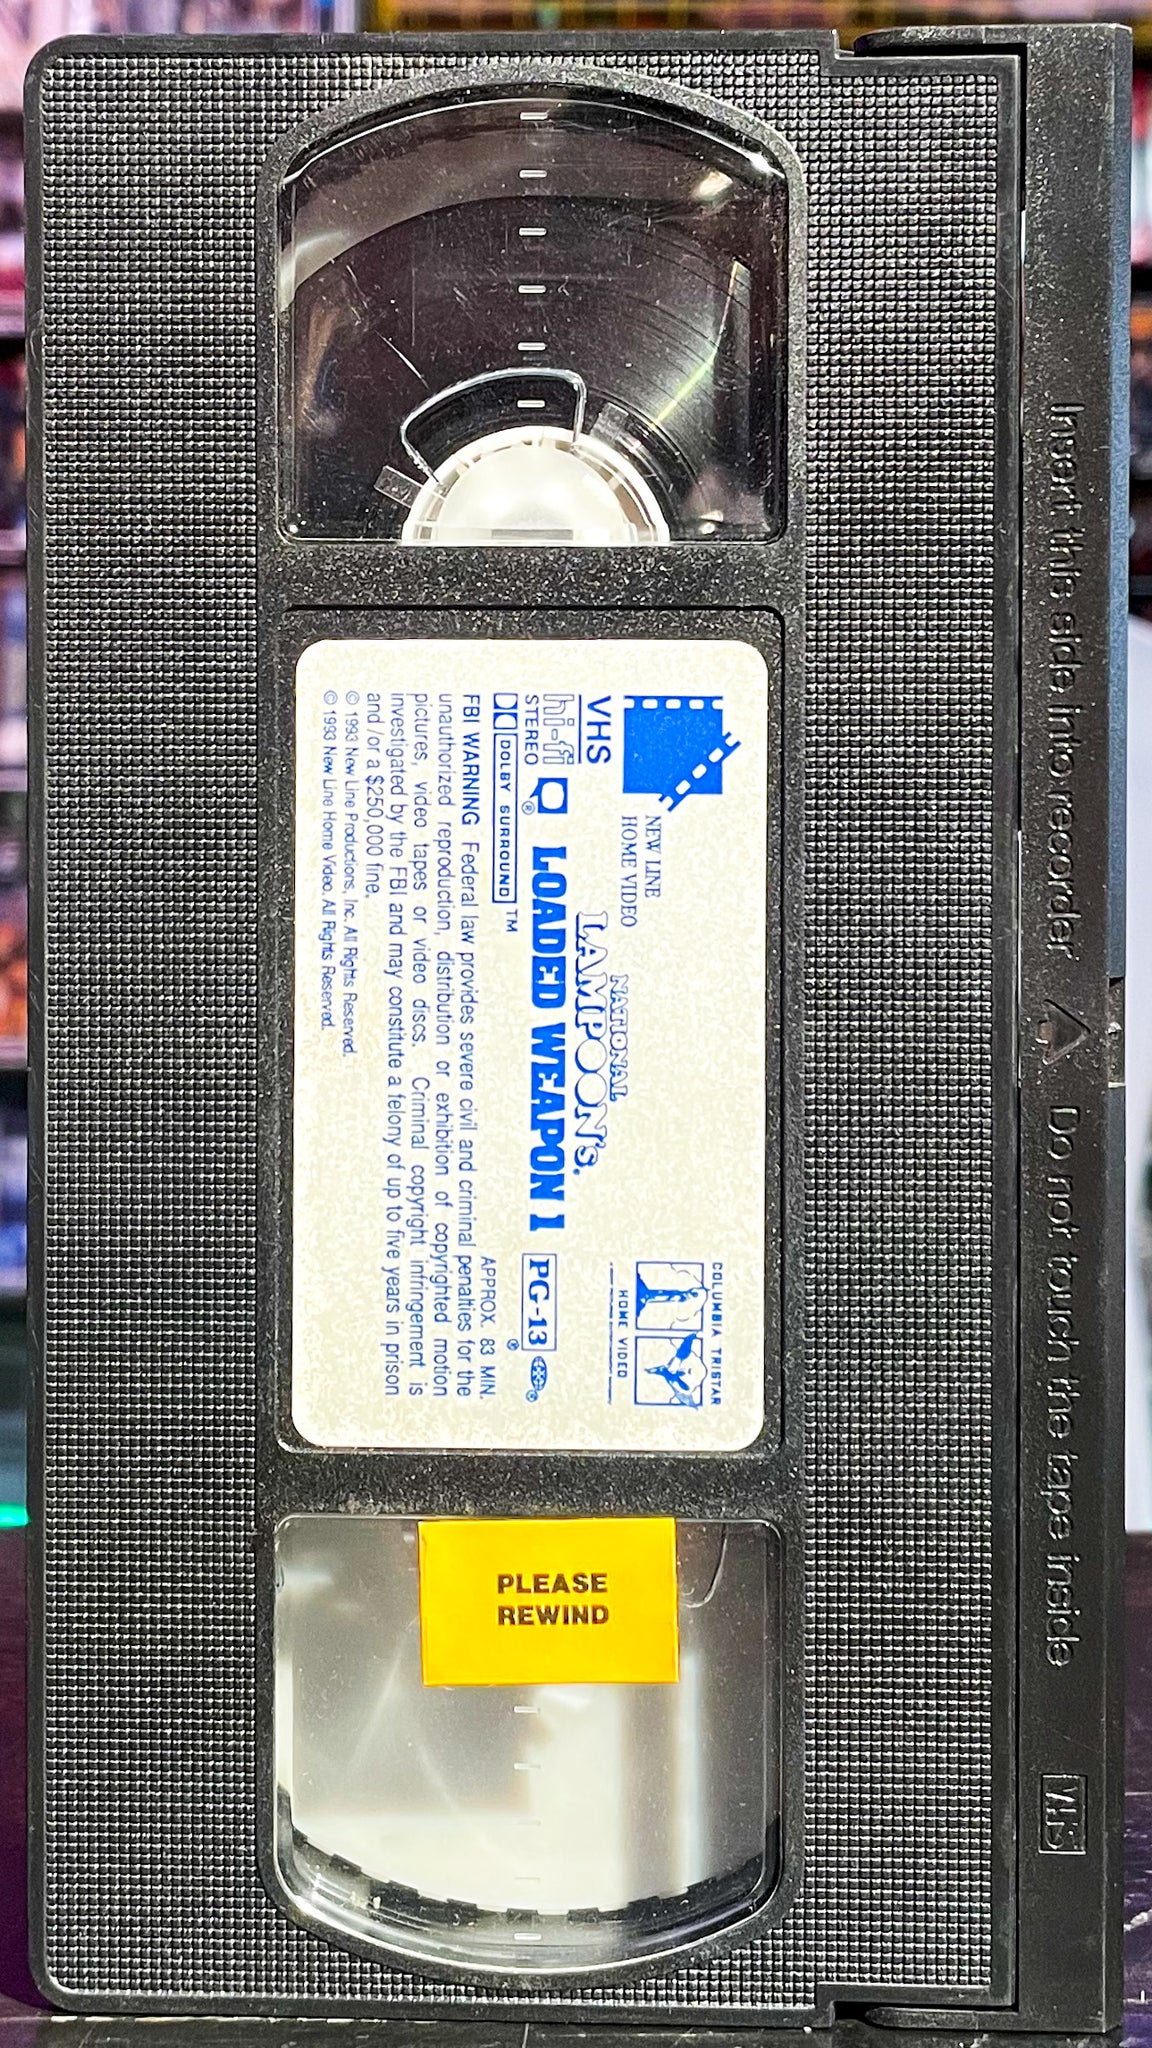 Insert this side into recorder △ Do not touch the tape inside
VHS
NEW LINE
HOME VIDEO
COLUMBIA TRISTAR
HOME VIDEO
NATIONAL
LAMPOON'S.
VHS
hi-fi
STEREO
LOADED WEAPON 1
PG-13
®
DOLBY SURROUND™
APPROX. 83 MIN.
FBI WARNING Federal law provides severe civil and criminal penalties for the
unauthorized reproduction, distribution or exhibition of copyrighted motion
pictures, video tapes or video discs. Criminal copyright infringement is
investigated by the FBI and may constitute a felony of up to five years in prison
and /or a $250,000 fine.
© 1993 New Line Productions, Inc. All Rights Reserved.
© 1993 New Line Home Video. All Rights Reserved.
PLEASE
REWIND